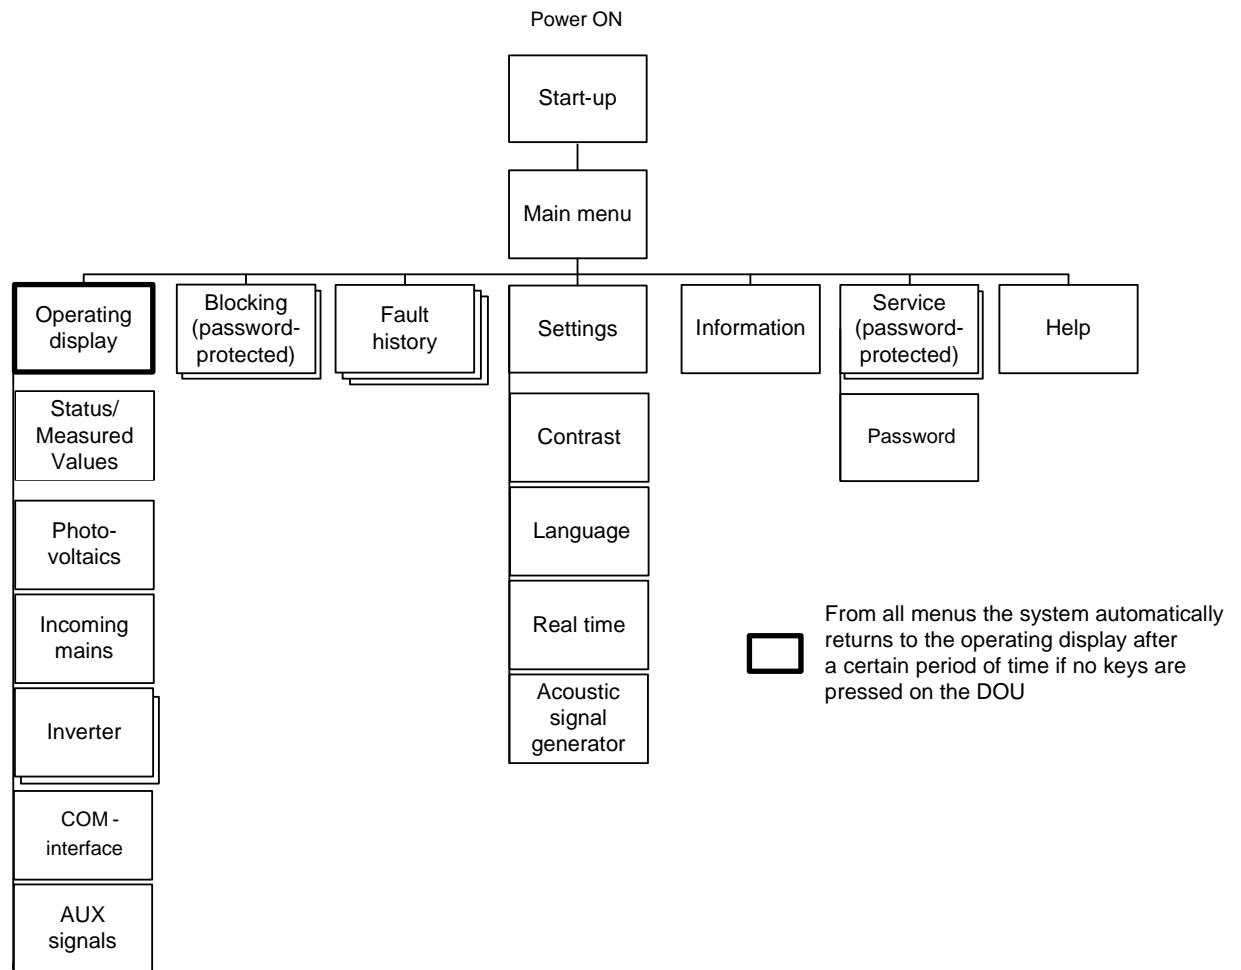 Power ON
Start-up
Main menu
Operating
display
Blocking
(password-
protected)
Fault
history
Settings
Information
Service
(password-
protected)
Help
Status/
Measured
Values
Photo-
voltaics
Incoming
mains
Inverter
COM -
interface
AUX
signals
Contrast
Language
Real time
Acoustic
signal
generator
Password
From all menus the system automatically
returns to the operating display after
a certain period of time if no keys are
pressed on the DOU